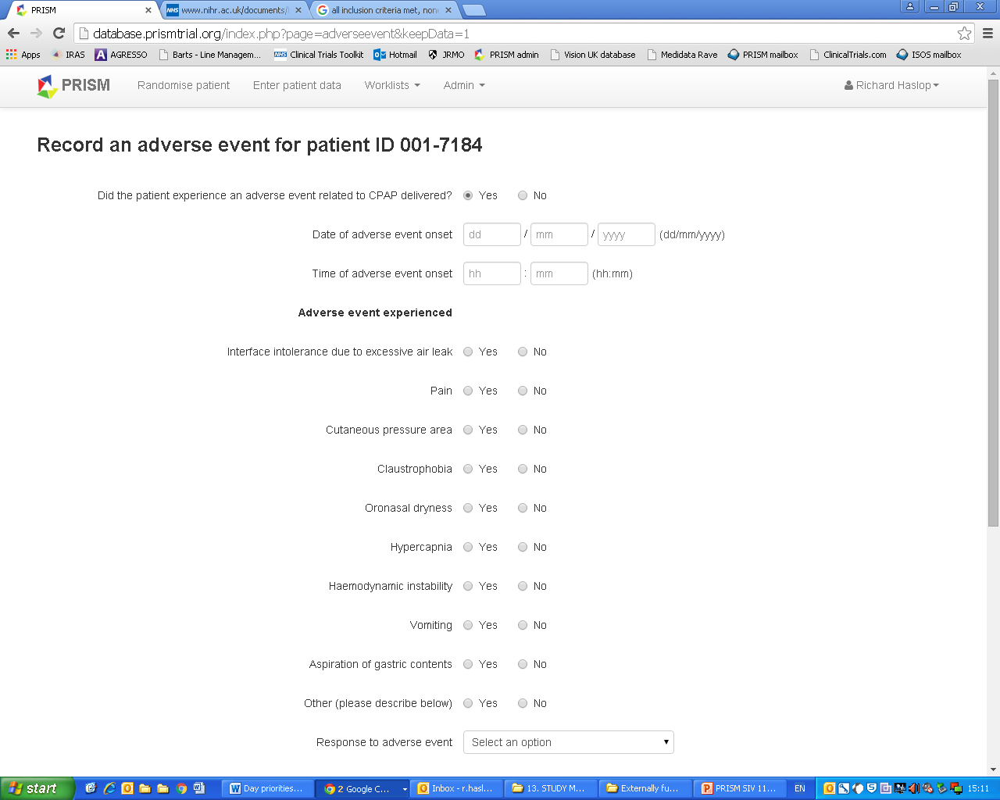 PRISM
www.nihr.ac.uk/documents/
all inclusion criteria met, non
database.prismtrial.org/index.php?page=adverseevent&keepData=1
Apps IRAS AGRESSO Barts - Line Managem... Clinical Trials Toolkit Hotmail JRMO PRISM admin Vision UK database Medidata Rave PRISM mailbox ClinicalTrials.com ISOS mailbox
PRISM Randomise patient Enter patient data Worklists Admin Richard Haslop
Record an adverse event for patient ID 001-7184
Did the patient experience an adverse event related to CPAP delivered? Yes No
Date of adverse event onset dd / mm / yyyy (dd/mm/yyyy)
Time of adverse event onset hh : mm (hh:mm)
Adverse event experienced
Interface intolerance due to excessive air leak Yes No
Pain Yes No
Cutaneous pressure area Yes No
Claustrophobia Yes No
Oronasal dryness Yes No
Hypercapnia Yes No
Haemodynamic instability Yes No
Vomiting Yes No
Aspiration of gastric contents Yes No
Other (please describe below) Yes No
Response to adverse event Select an option
start Day priorities... 2 Google C... Inbox - r.hasl... 13. STUDY M... Externally fu... PRISM SIV 11... EN 15:11